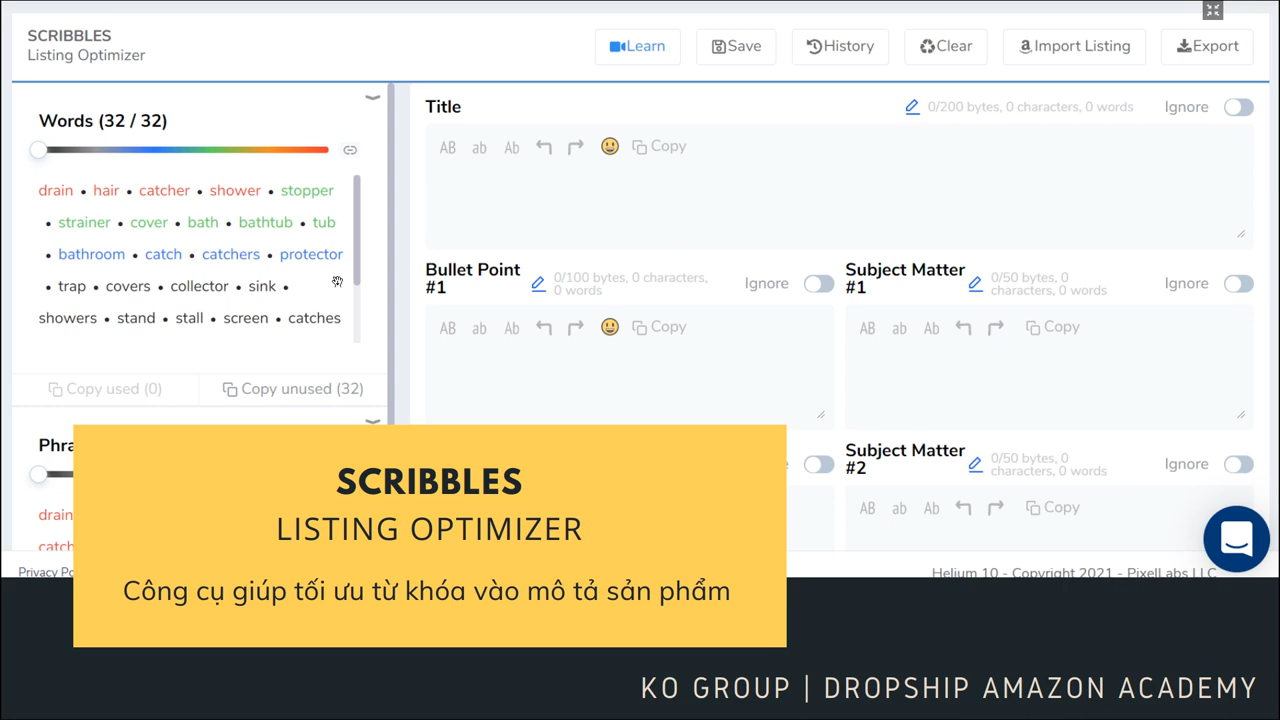 SCRIBBLES
Listing Optimizer
Learn
Save
History
Clear
Import Listing
Export
Words (32 / 32)
drain • hair • catcher • shower • stopper
• strainer • cover • bath • bathtub • tub
• bathroom • catch • catchers • protector
• trap • covers • collector • sink •
showers • stand • stall • screen • catches
Copy used (0)
Copy unused (32)
Title
0/200 bytes, 0 characters, 0 words
Ignore
AB ab Ab Copy
Bullet Point
#1
0/100 bytes, 0 characters,
0 words
Ignore
AB ab Ab Copy
Subject Matter
#1
0/50 bytes, 0
characters, 0 words
Ignore
AB ab Ab Copy
Subject Matter
#2
0/50 bytes, 0
characters, 0 words
Ignore
AB ab Ab Copy
Phra
drain
catch
Privacy Po
Helium 10 - Copyright 2021 - Pixel Labs LLC
SCRIBBLES
LISTING OPTIMIZER
Công cụ giúp tối ưu từ khóa vào mô tả sản phẩm
KO GROUP | DROPSHIP AMAZON ACADEMY